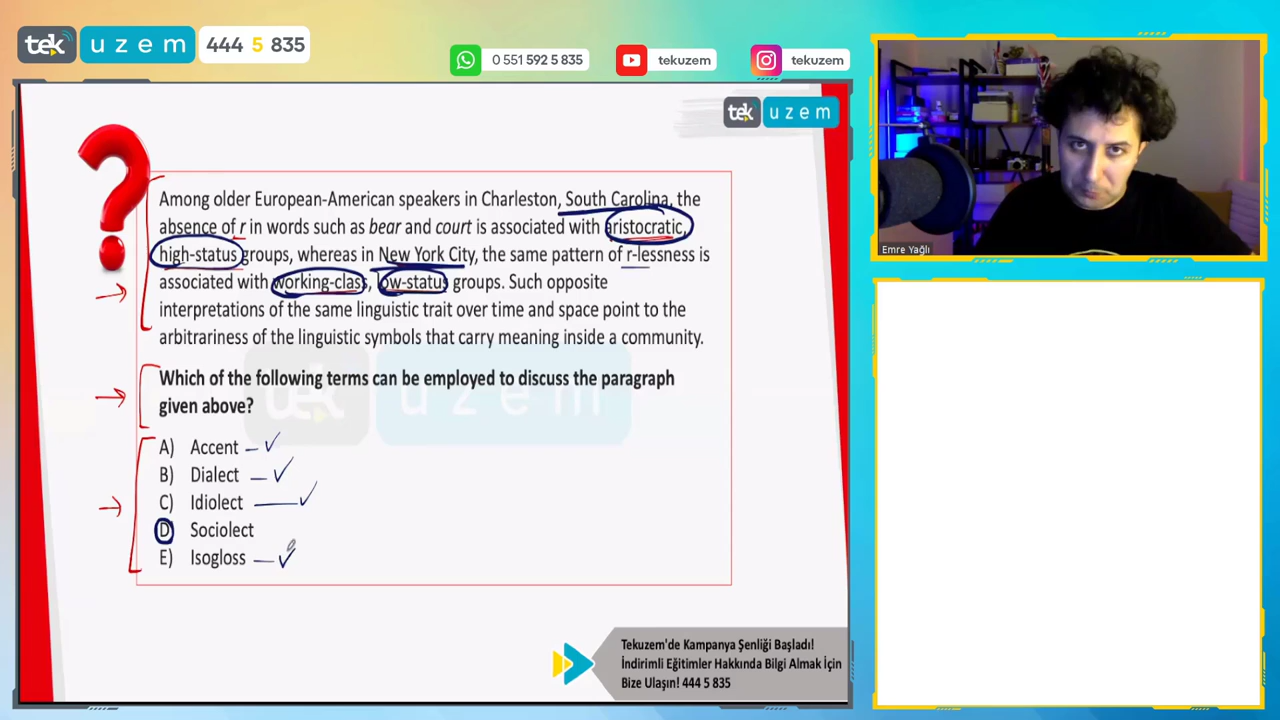 tek uzem 444 5 835
0 551 592 5 835
tekuzem
tekuzem
tek uzem
Emre Yağlı
Among older European-American speakers in Charleston, South Carolina, the
absence of r in words such as bear and court is associated with aristocratic,
high-status groups, whereas in New York City, the same pattern of r-lessness is
associated with working-class, low-status groups. Such opposite
interpretations of the same linguistic trait over time and space point to the
arbitrariness of the linguistic symbols that carry meaning inside a community.
Which of the following terms can be employed to discuss the paragraph
given above?
tek uzem
A) Accent
B) Dialect
C) Idiolect
D) Sociolect
E) Isogloss
Tekuzem'de Kampanya Şenliği Başladı!
İndirimli Eğitimler Hakkında Bilgi Almak İçin
Bize Ulaşın! 444 5 835